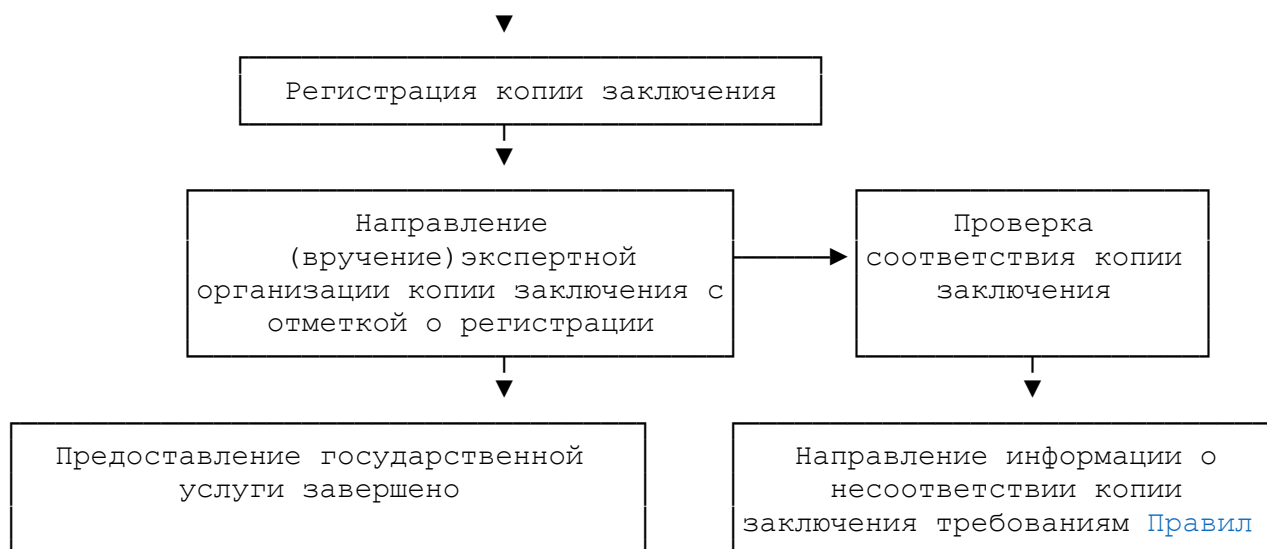 Регистрация копии заключения
Направление
(вручение)экспертной
организации копии заключения с
отметкой о регистрации
Проверка
соответствия копии
заключения
Предоставление государственной
услуги завершено
Направление информации о
несоответствии копии
заключения требованиям Правил